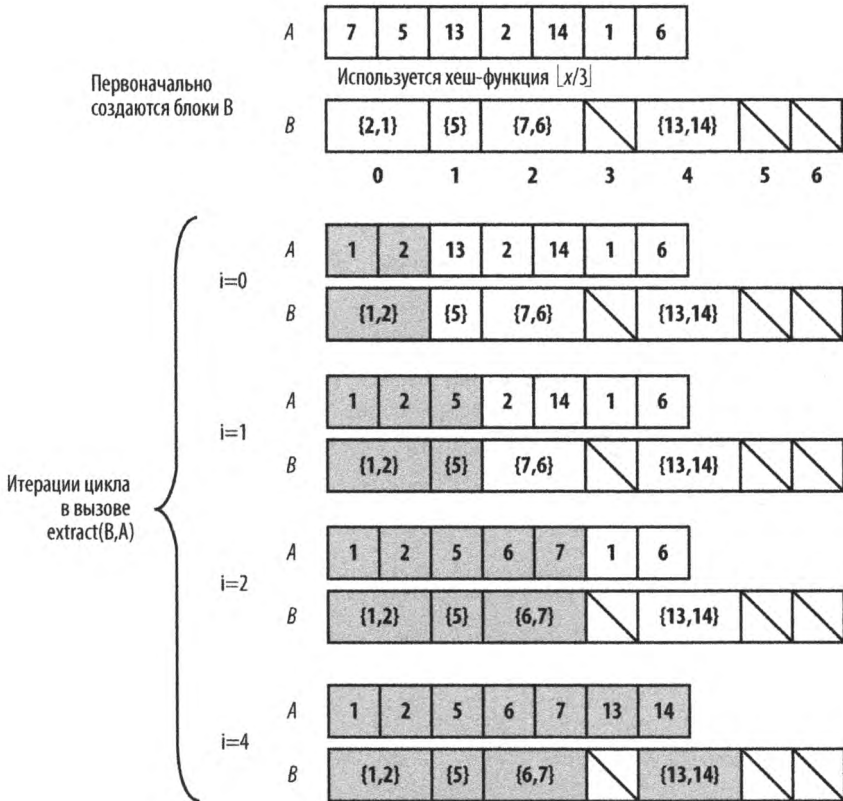 A 7 5 13 2 14 1 6
Первоначально
создаются блоки B
Используется хеш-функция ⌊x/3⌋
B {2,1} {5} {7,6} {13,14}
0 1 2 3 4 5 6
Итерации цикла
в вызове
extract(B,A)
i=0
A 1 2 13 2 14 1 6
B {1,2} {5} {7,6} {13,14}
i=1
A 1 2 5 2 14 1 6
B {1,2} {5} {7,6} {13,14}
i=2
A 1 2 5 6 7 1 6
B {1,2} {5} {6,7} {13,14}
i=4
A 1 2 5 6 7 13 14
B {1,2} {5} {6,7} {13,14}